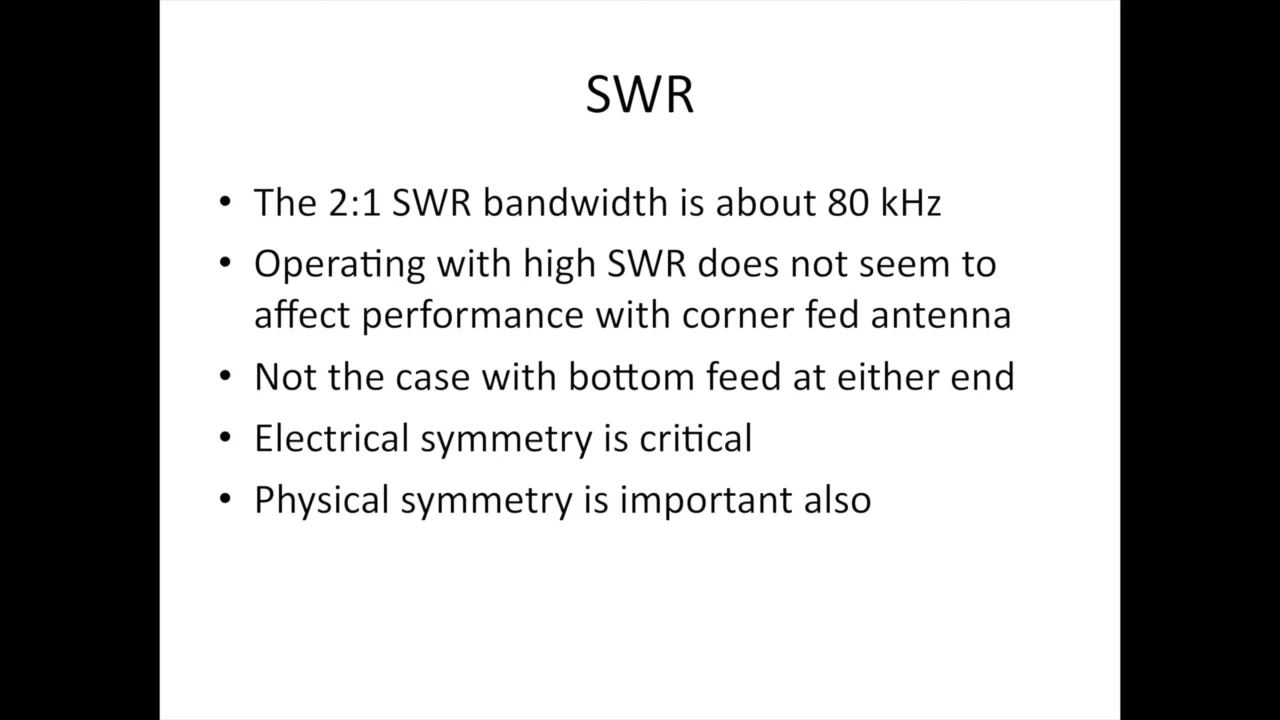 SWR
• The 2:1 SWR bandwidth is about 80 kHz
• Operating with high SWR does not seem to
affect performance with corner fed antenna
• Not the case with bottom feed at either end
• Electrical symmetry is critical
• Physical symmetry is important also